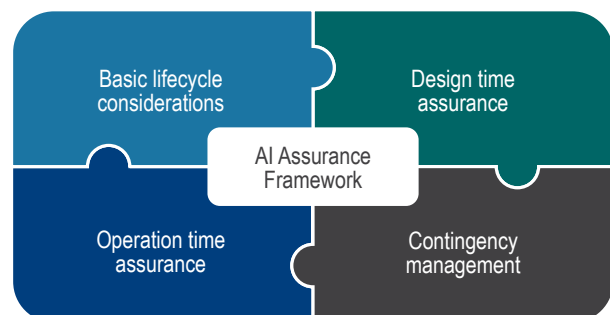 Basic lifecycle
considerations
Design time
assurance
AI Assurance
Framework
Operation time
assurance
Contingency
management